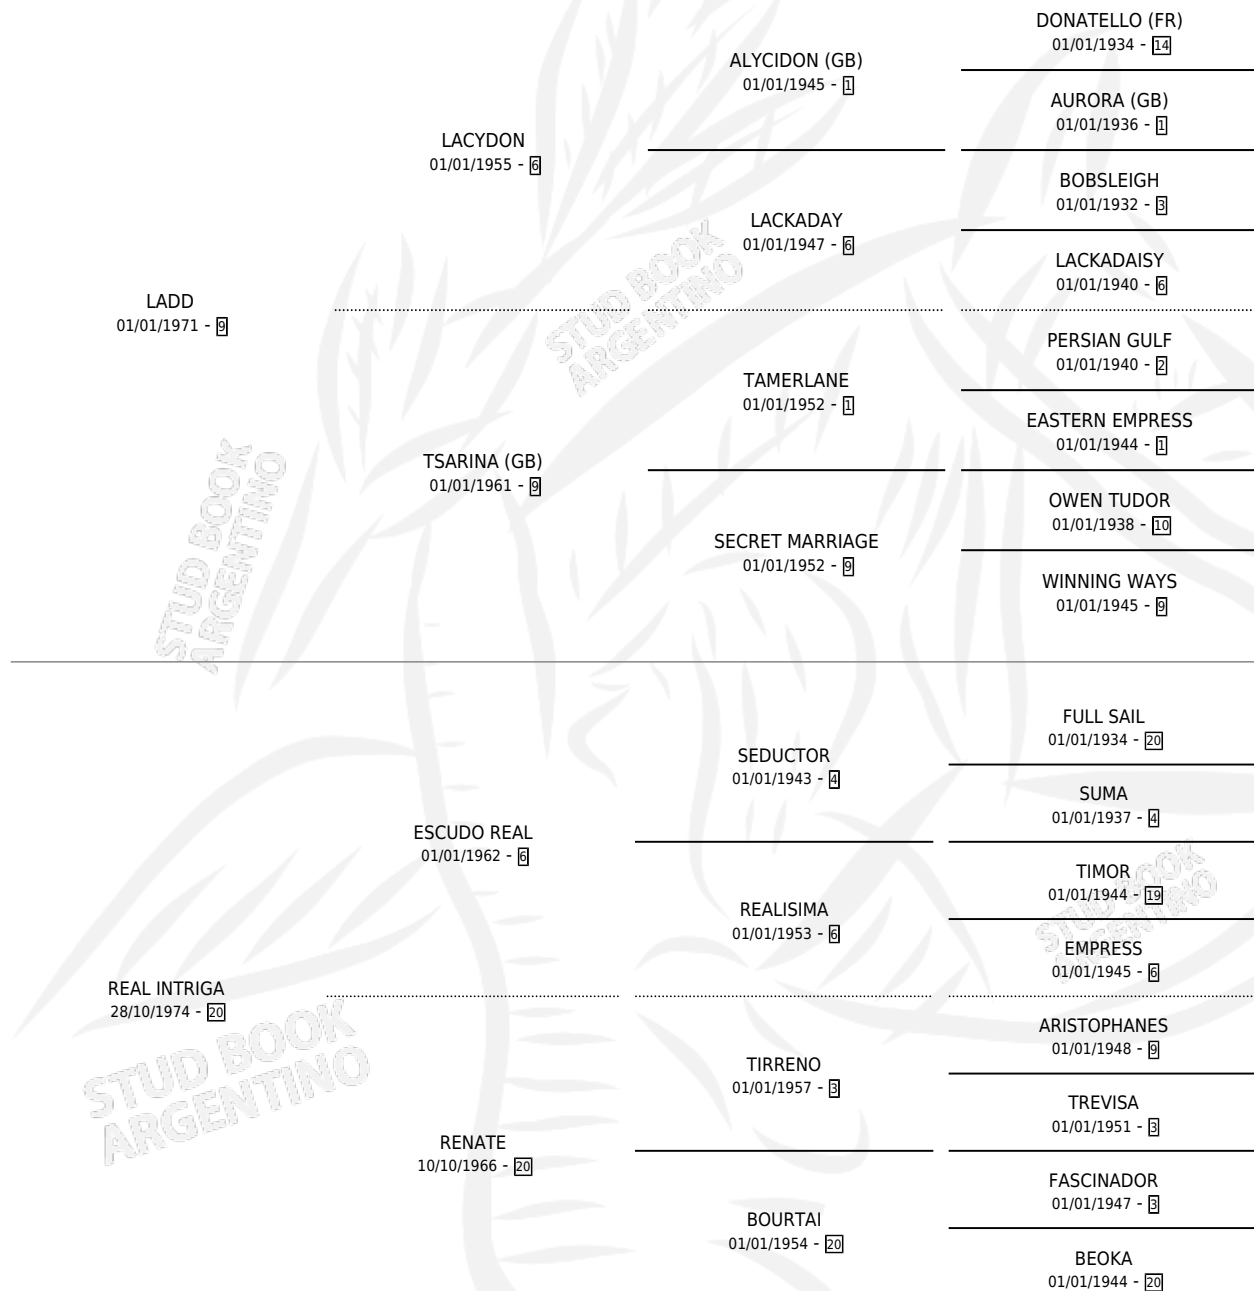 DONATELLO (FR)
01/01/1934 - 14
ALYCIDON (GB)
01/01/1945 - 1
AURORA (GB)
01/01/1936 - 1
LACYDON
01/01/1955 - 6
BOBSLEIGH
01/01/1932 - 3
LACKADAY
01/01/1947 - 6
LACKADAISY
01/01/1940 - 6
LADD
01/01/1971 - 9
STUD BOOK
ARGENTINO
PERSIAN GULF
01/01/1940 - 2
TAMERLANE
01/01/1952 - 1
EASTERN EMPRESS
01/01/1944 - 1
TSARINA (GB)
01/01/1961 - 9
OWEN TUDOR
01/01/1938 - 10
SECRET MARRIAGE
01/01/1952 - 9
WINNING WAYS
01/01/1945 - 9
STUD BOOK
ARGENTINO
FULL SAIL
01/01/1934 - 20
SEDUCTOR
01/01/1943 - 4
SUMA
01/01/1937 - 4
ESCUDO REAL
01/01/1962 - 6
TIMOR
01/01/1944 - 19
REALISIMA
01/01/1953 - 6
EMPRESS
01/01/1945 - 6
STUD BOOK
ARGENTINO
REAL INTRIGA
28/10/1974 - 20
ARISTOPHANES
01/01/1948 - 9
TIRRENO
01/01/1957 - 3
TREVISA
01/01/1951 - 3
STUD BOOK
ARGENTINO
RENATE
10/10/1966 - 20
FASCINADOR
01/01/1947 - 3
BOURTAI
01/01/1954 - 20
BEOKA
01/01/1944 - 20